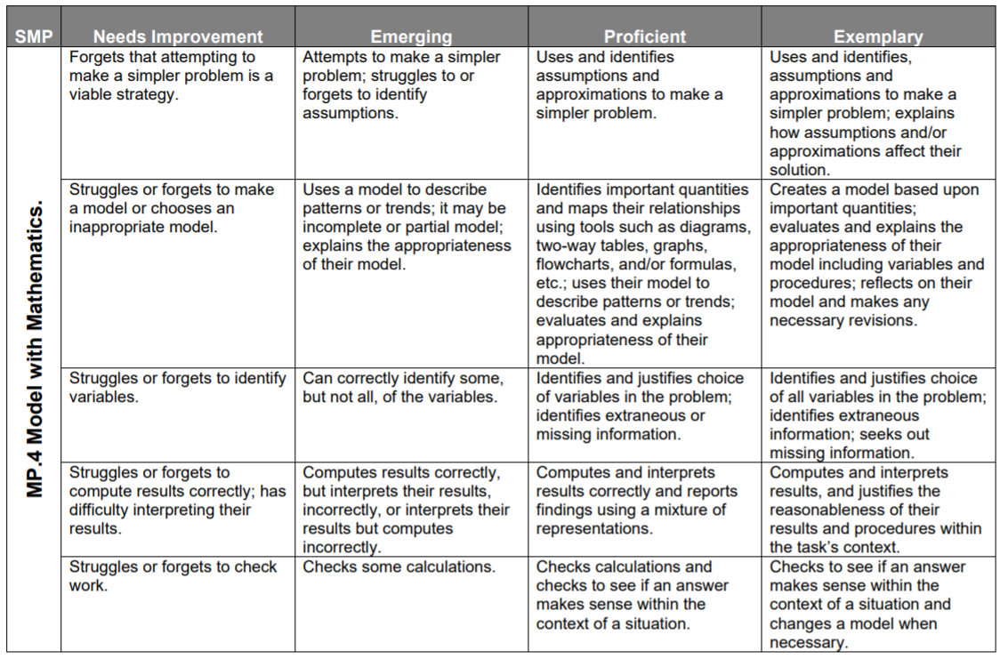 SMP
Needs Improvement
Emerging
Proficient
Exemplary
MP.4 Model with Mathematics.
Forgets that attempting to
make a simpler problem is a
viable strategy.
Attempts to make a simpler
problem; struggles to or
forgets to identify
assumptions.
Uses and identifies
assumptions and
approximations to make a
simpler problem.
Uses and identifies,
assumptions and
approximations to make a
simpler problem; explains
how assumptions and/or
approximations affect their
solution.
Struggles or forgets to make
a model or chooses an
inappropriate model.
Uses a model to describe
patterns or trends; it may be
incomplete or partial model;
explains the appropriateness
of their model.
Identifies important quantities
and maps their relationships
using tools such as diagrams,
two-way tables, graphs,
flowcharts, and/or formulas,
etc.; uses their model to
describe patterns or trends;
evaluates and explains
appropriateness of their
model.
Creates a model based upon
important quantities;
evaluates and explains the
appropriateness of their
model including variables and
procedures; reflects on their
model and makes any
necessary revisions.
Struggles or forgets to identify
variables.
Can correctly identify some,
but not all, of the variables.
Identifies and justifies choice
of variables in the problem;
identifies extraneous or
missing information.
Identifies and justifies choice
of all variables in the problem;
identifies extraneous
information; seeks out
missing information.
Struggles or forgets to
compute results correctly; has
difficulty interpreting their
results.
Computes results correctly,
but interprets their results,
incorrectly, or interprets their
results but computes
incorrectly.
Computes and interprets
results correctly and reports
findings using a mixture of
representations.
Computes and interprets
results, and justifies the
reasonableness of their
results and procedures within
the task's context.
Struggles or forgets to check
work.
Checks some calculations.
Checks calculations and
checks to see if an answer
makes sense within the
context of a situation.
Checks to see if an answer
makes sense within the
context of a situation and
changes a model when
necessary.